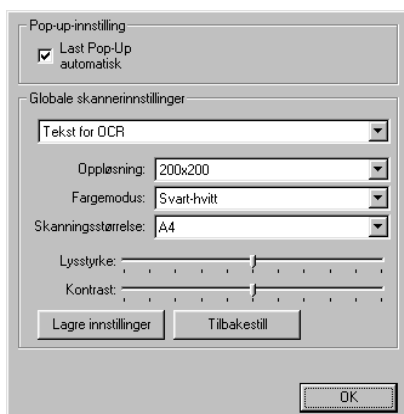 Pop-up-innstilling
Last Pop-Up
automatisk
Globale skannerinnstillinger
Tekst for OCR
Oppløsning: 200x200
Fargemodus: Svart-hvitt
Skanningsstørrelse: A4
Lysstyrke:
Kontrast:
Lagre innstillinger Tilbakestill
OK